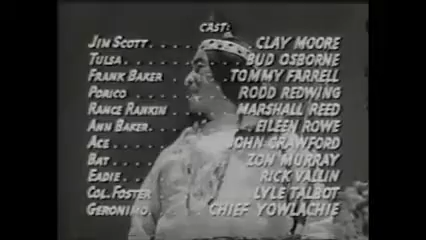 CAST:
JIM SCOTT..... CLAY MOORE
TULSA......... BUD OSBORNE
FRANK BAKER.... TOMMY FARRELL
PORICO....... RODD REDWING
RANCE RANKIN.... MARSHALL REED
ANN BAKER...... EILEEN ROWE
ACE......... JOHN CRAWFORD
BAT......... ZON MURRAY
EADIE........ RICK VALLIN
COL. FOSTER..... LYLE TALBOT
GERONIMO..... CHIEF YOWLACHIE